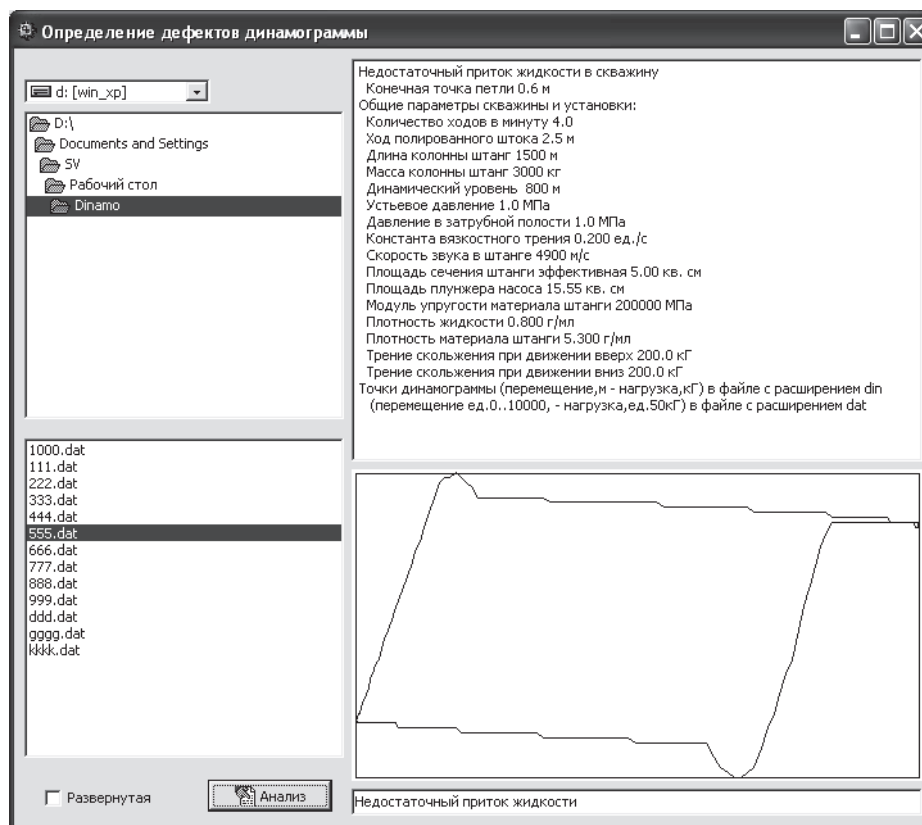 Определение дефектов динамограммы
d: [win_xp]
D:\
Documents and Settings
SV
Рабочий стол
Dinamo
1000.dat
111.dat
222.dat
333.dat
444.dat
555.dat
666.dat
777.dat
888.dat
999.dat
ddd.dat
gggg.dat
kkkk.dat
Развернутая
Анализ
Недостаточный приток жидкости в скважину
Конечная точка петли 0.6 м
Общие параметры скважины и установки:
Количество ходов в минуту 4.0
Ход полированного штока 2.5 м
Длина колонны штанг 1500 м
Масса колонны штанг 3000 кг
Динамический уровень  800 м
Устьевое давление 1.0 МПа
Давление в затрубной полости 1.0 МПа
Константа вязкостного трения 0.200 ед./с
Скорость звука в штанге 4900 м/с
Площадь сечения штанги эффективная 5.00 кв. см
Площадь плунжера насоса 15.55 кв. см
Модуль упругости материала штанги 200000 МПа
Плотность жидкости 0.800 г/мл
Плотность материала штанги 5.300 г/мл
Трение скольжения при движении вверх 200.0 кГ
Трение скольжения при движении вниз 200.0 кГ
Точки динамограммы (перемещение,м - нагрузка,кГ) в файле с расширением din
(перемещение ед.0..10000, - нагрузка,ед.50кГ) в файле с расширением dat
Недостаточный приток жидкости